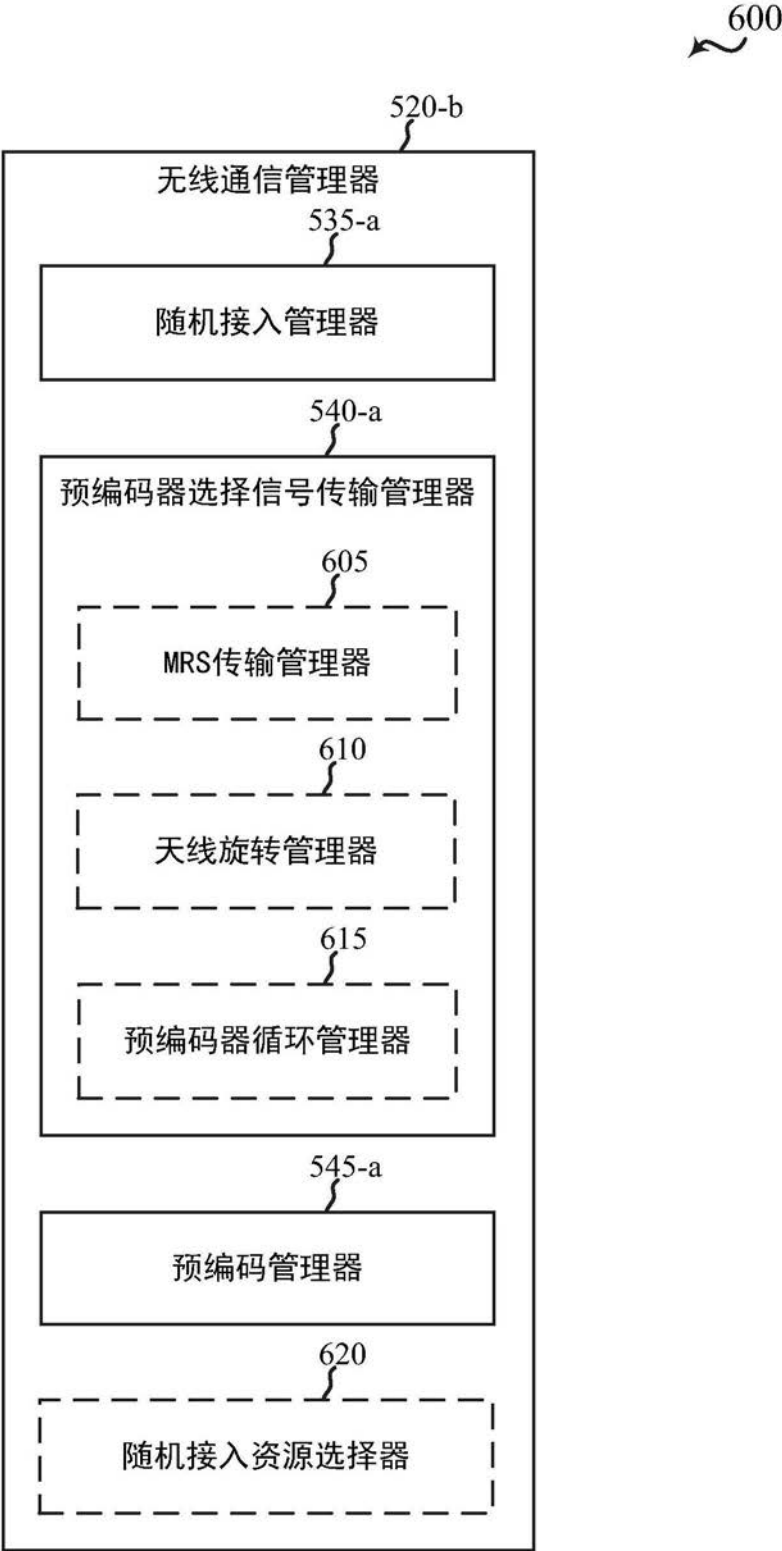 600
520-b
无线通信管理器
535-a
随机接入管理器
540-a
预编码器选择信号传输管理器
605
MRS传输管理器
610
天线旋转管理器
615
预编码器循环管理器
545-a
预编码管理器
620
随机接入资源选择器